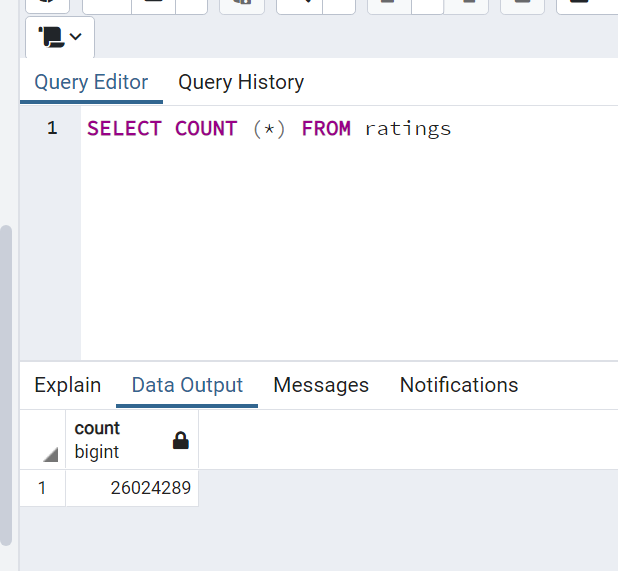 Query Editor Query History
1 SELECT COUNT (*) FROM ratings
Explain Data Output Messages Notifications
count
bigint
1 26024289